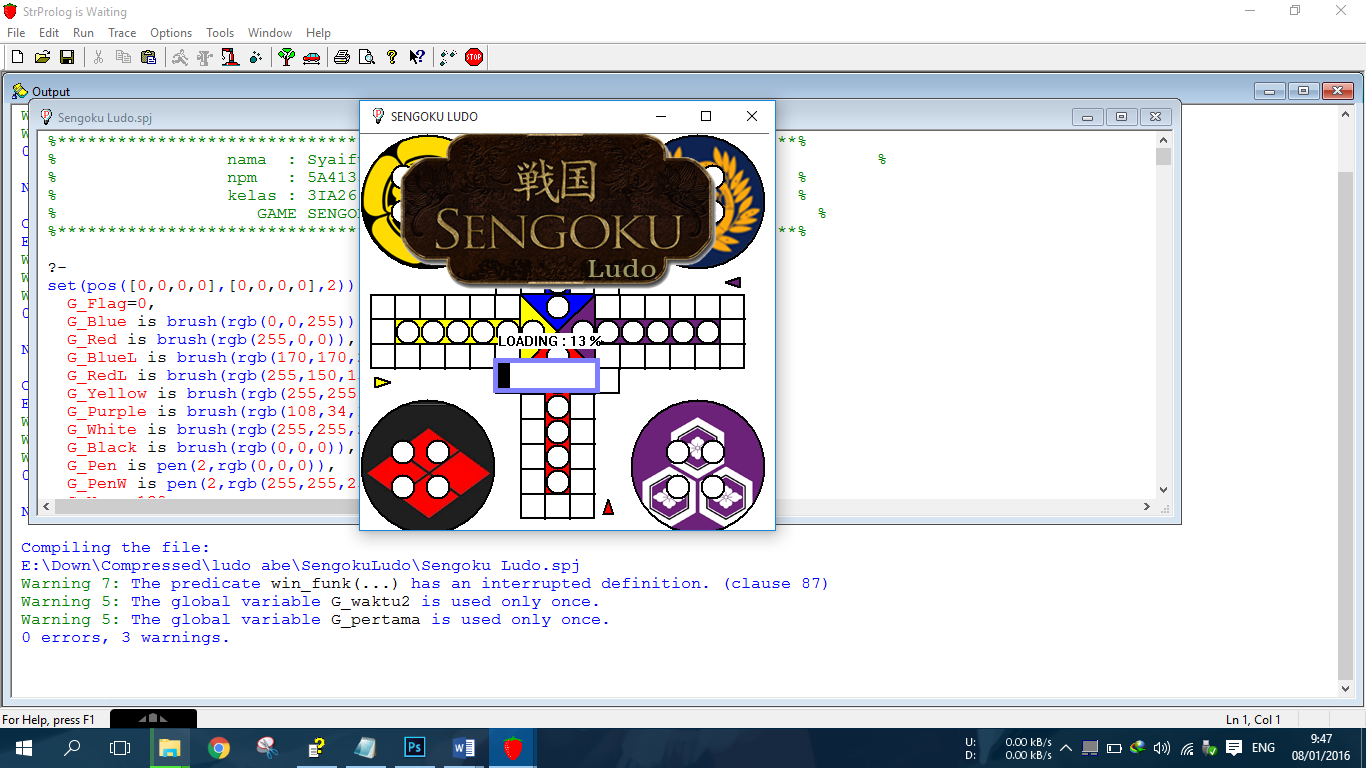 StrProlog is Waiting
File Edit Run Trace Options Tools Window Help
Output
Sengoku Ludo.spj
%********************************
% nama : Syaif
% npm : 5A413
% kelas : 3IA26
% GAME SENGO
%********************************
**%
%
%
%
%
**%
?-
set(pos([0,0,0,0],[0,0,0,0],2))
G_Flag=0,
G_Blue is brush(rgb(0,0,255))
G_Red is brush(rgb(255,0,0)),
G_BlueL is brush(rgb(170,170,
G_RedL is brush(rgb(255,150,1
G_Yellow is brush(rgb(255,255
G_Purple is brush(rgb(108,34,
G_White is brush(rgb(255,255,
G_Black is brush(rgb(0,0,0)),
G_Pen is pen(2,rgb(0,0,0)),
G_PenW is pen(2,rgb(255,255,2
SENGOKU LUDO
戦国
SENGOKU
Ludo
LOADING : 13 %
Compiling the file:
E:\Down\Compressed\ludo abe\SengokuLudo\Sengoku Ludo.spj
Warning 7: The predicate win_funk(...) has an interrupted definition. (clause 87)
Warning 5: The global variable G_waktu2 is used only once.
Warning 5: The global variable G_pertama is used only once.
0 errors, 3 warnings.
For Help, press F1
Ln 1, Col 1
U: 0.00 kB/s
D: 0.00 kB/s
ENG
9:47
08/01/2016